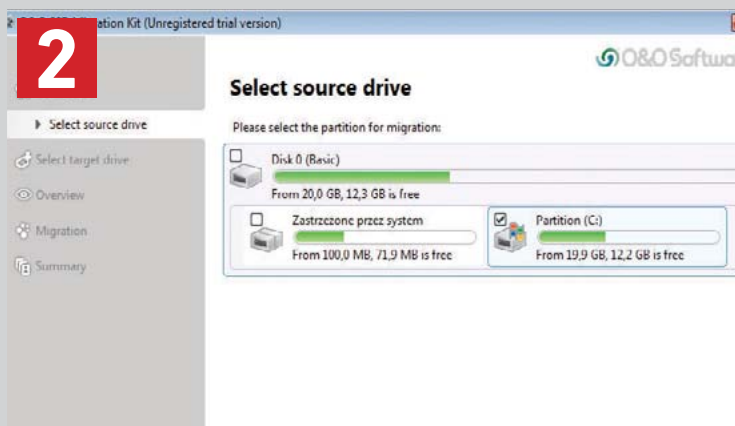 2
ation Kit (Unregistered trial version)
O&O Softwa
Select source drive
Select source drive
Please select the partition for migration:
Disk 0 (Basic)
From 20,0 GB, 12,3 GB is free
Zastrzeżone przez system
From 100,0 MB, 71,9 MB is free
Partition (C:)
From 19,9 GB, 12,2 GB is free
Select target drive
Overview
Migration
Summary